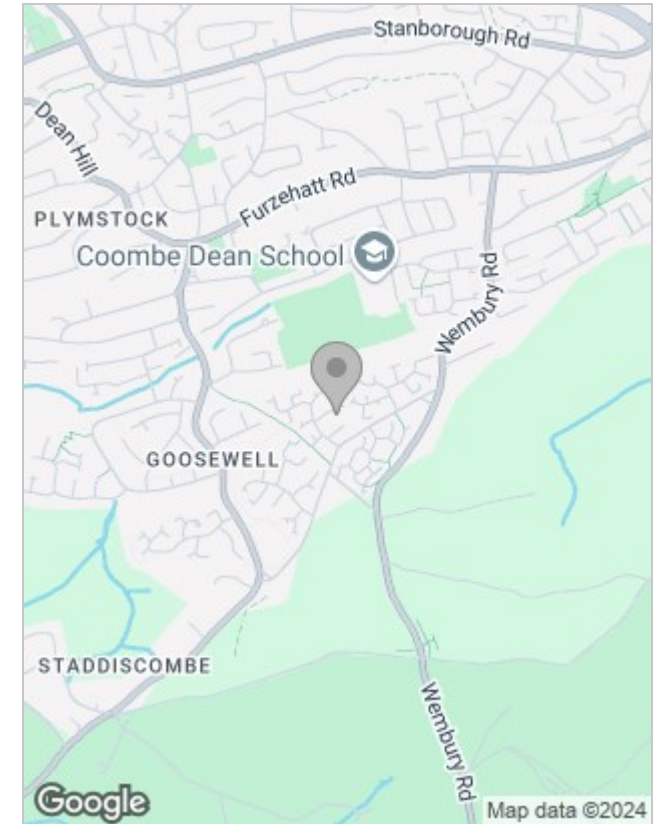 Stanborough Rd
Dean Hill
Furzehatt Rd
PLYMSTOCK
Coombe Dean School
Wembury Rd
GOOSEWELL
STADDISCOMBE
Wembury Rd
Google
Map data ©2024